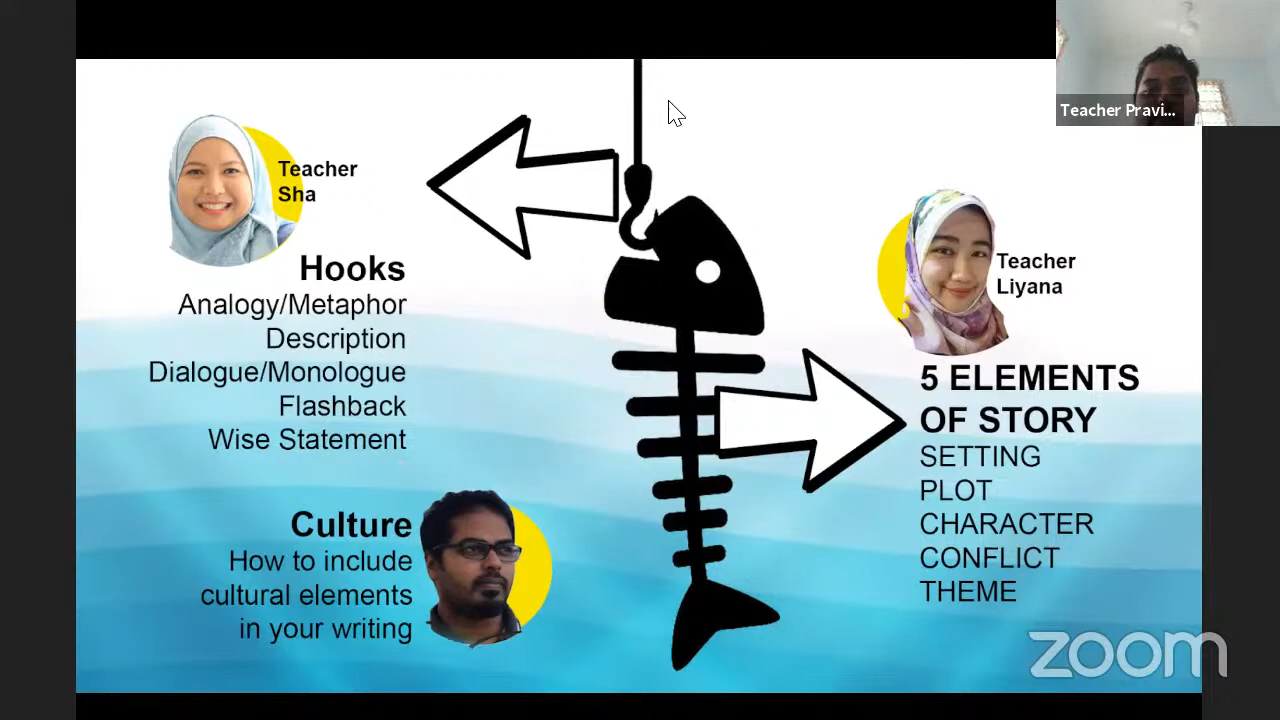 Teacher Pravi...
Teacher
Sha
Hooks
Analogy/Metaphor
Description
Dialogue/Monologue
Flashback
Wise Statement
Culture
How to include
cultural elements
in your writing
Teacher
Liyana
5 ELEMENTS
OF STORY
SETTING
PLOT
CHARACTER
CONFLICT
THEME
zoom